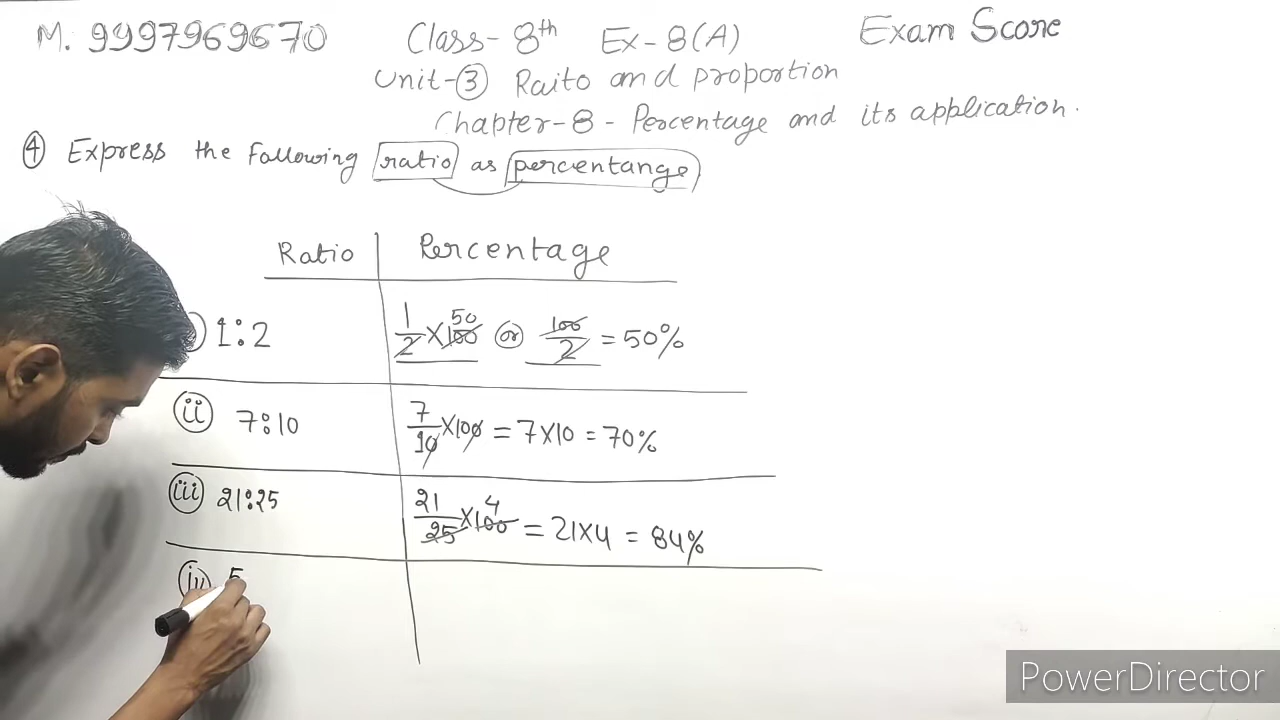 M. 9997969670 Class- 8th Ex- 8(A) Exam Score
Unit-③ Raito and proportion
Chapter-8 - Percentage and its application.
④ Express the Following ratio as percentange
Ratio Percentage
1:2 1/2 × 100 50 or 100/2 = 50%
ii 7:10 7/10 × 100 = 7×10 = 70%
iii 21:25 21/25 × 100 4 = 21×4 = 84%
iv 5
PowerDirector